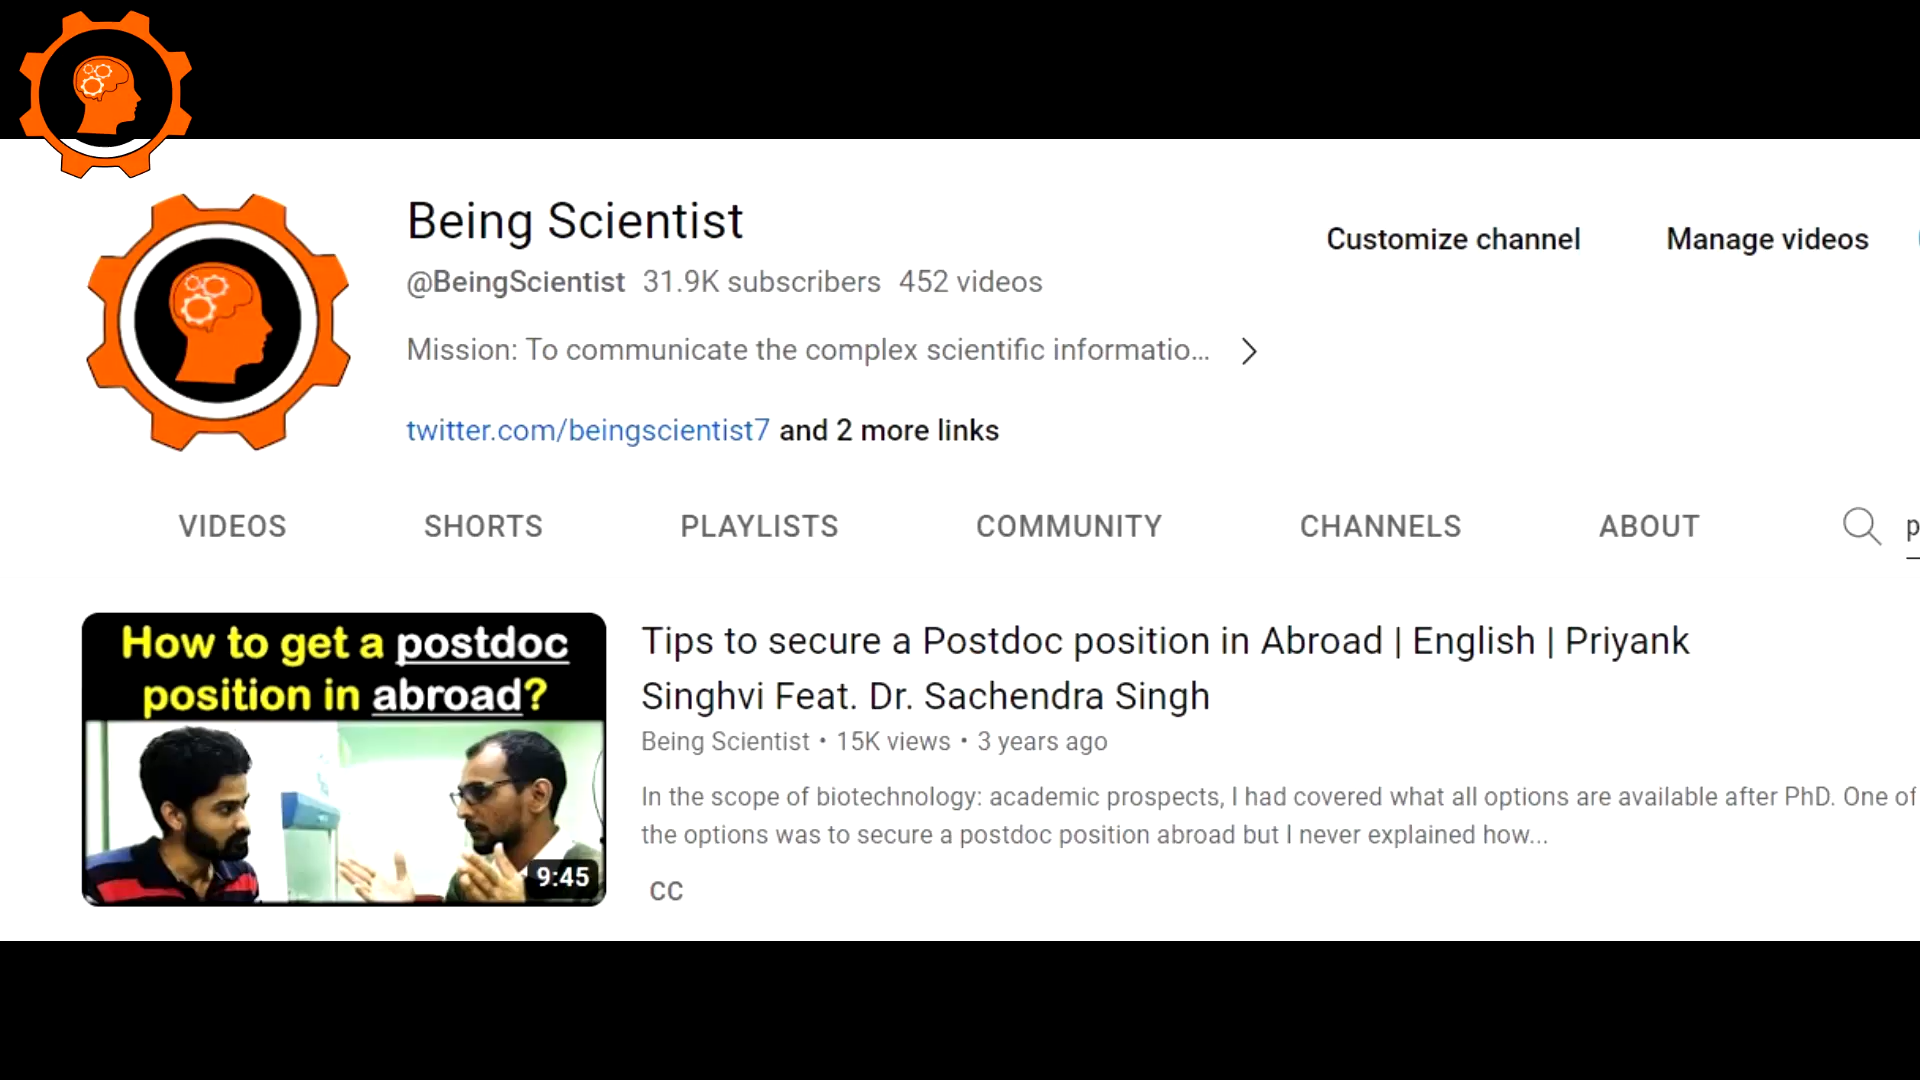 Being Scientist
Customize channel
Manage videos
@BeingScientist 31.9K subscribers 452 videos
Mission: To communicate the complex scientific informatio...
twitter.com/beingscientist7 and 2 more links
VIDEOS SHORTS PLAYLISTS COMMUNITY CHANNELS ABOUT p
How to get a postdoc
position in abroad?
9:45
Tips to secure a Postdoc position in Abroad | English | Priyank
Singhvi Feat. Dr. Sachendra Singh
Being Scientist • 15K views • 3 years ago
In the scope of biotechnology: academic prospects, I had covered what all options are available after PhD. One of
the options was to secure a postdoc position abroad but I never explained how...
CC